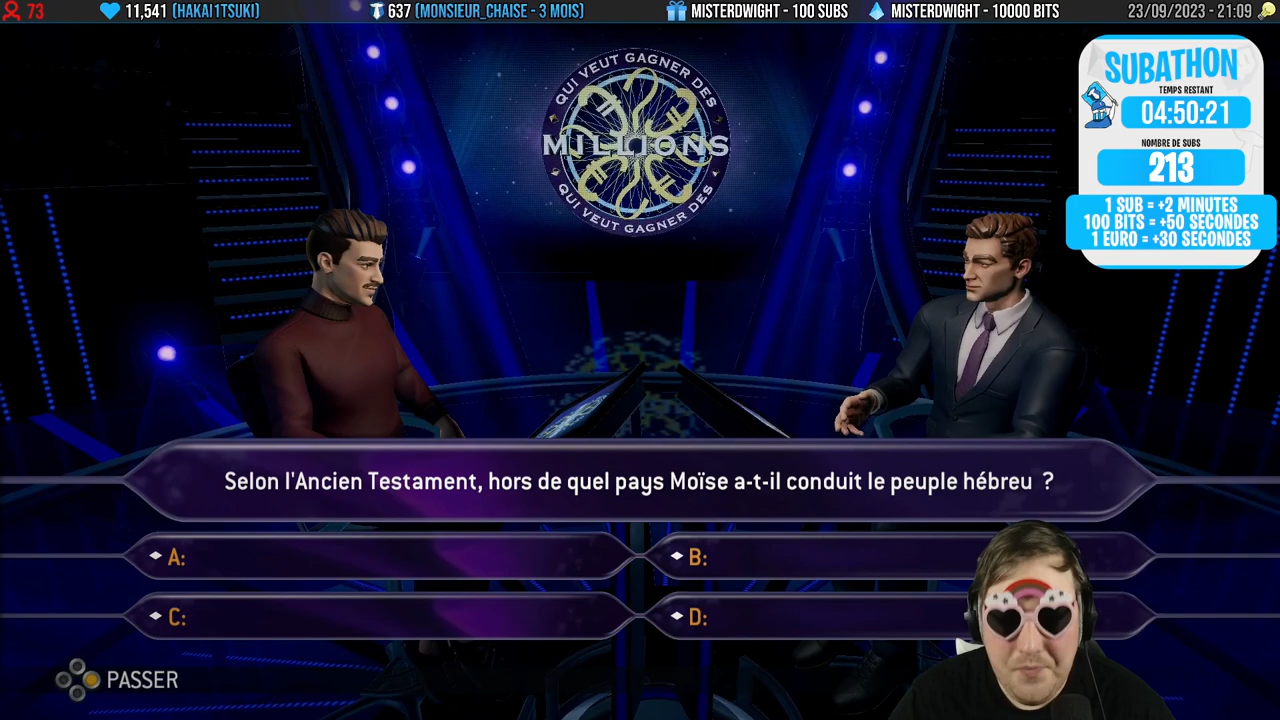 73
11,541 (HAKAI1TSUKI)
637 (MONSIEUR_CHAISE - 3 MOIS)
MISTERDWIGHT - 100 SUBS
MISTERDWIGHT - 10000 BITS
23/09/2023 - 21:09
SUBATHON
TEMPS RESTANT
04:50:21
NOMBRE DE SUBS
213
1 SUB = +2 MINUTES
100 BITS = +50 SECONDES
1 EURO = +30 SECONDES
QUI VEUT GAGNER DES
MILLIONS
QUI VEUT GAGNER DES
Selon l'Ancien Testament, hors de quel pays Moïse a-t-il conduit le peuple hébreu ?
A:
B:
C:
D:
PASSER